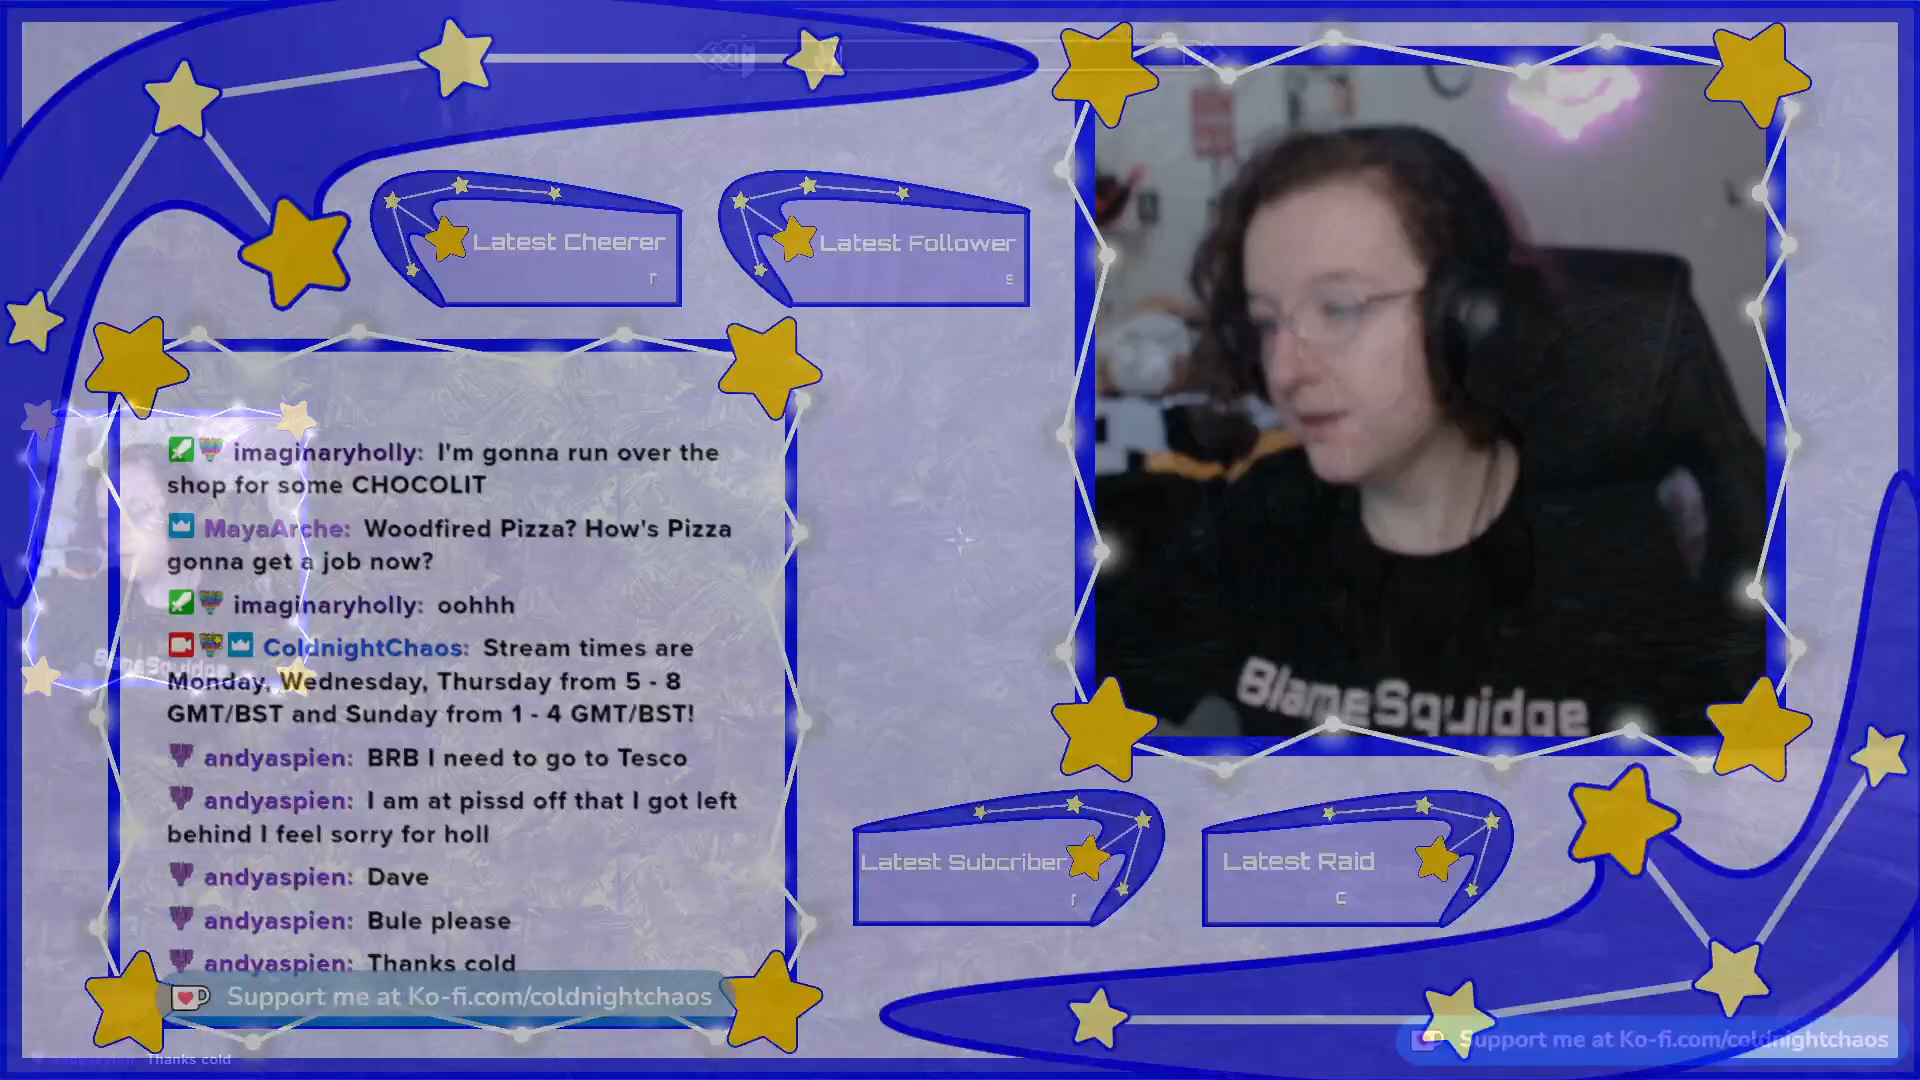 Latest Cheerer
r
Latest Follower
s
imaginaryholly: I'm gonna run over the
shop for some CHOCOLIT
MayaArche: Woodfired Pizza? How's Pizza
gonna get a job now?
imaginaryholly: oohhh
ColdnightChaos: Stream times are
Monday, Wednesday, Thursday from 5 - 8
GMT/BST and Sunday from 1 - 4 GMT/BST!
andyaspien: BRB I need to go to Tesco
andyaspien: I am at pissd off that I got left
behind I feel sorry for holl
andyaspien: Dave
andyaspien: Bule please
andyaspien: Thanks cold
Support me at Ko-fi.com/coldnightchaos
andyaspien: Thanks cold
BlameSquidge
BlameSquidge
Latest Subcriber
r
Latest Raid
C
Support me at Ko-fi.com/coldnightchaos